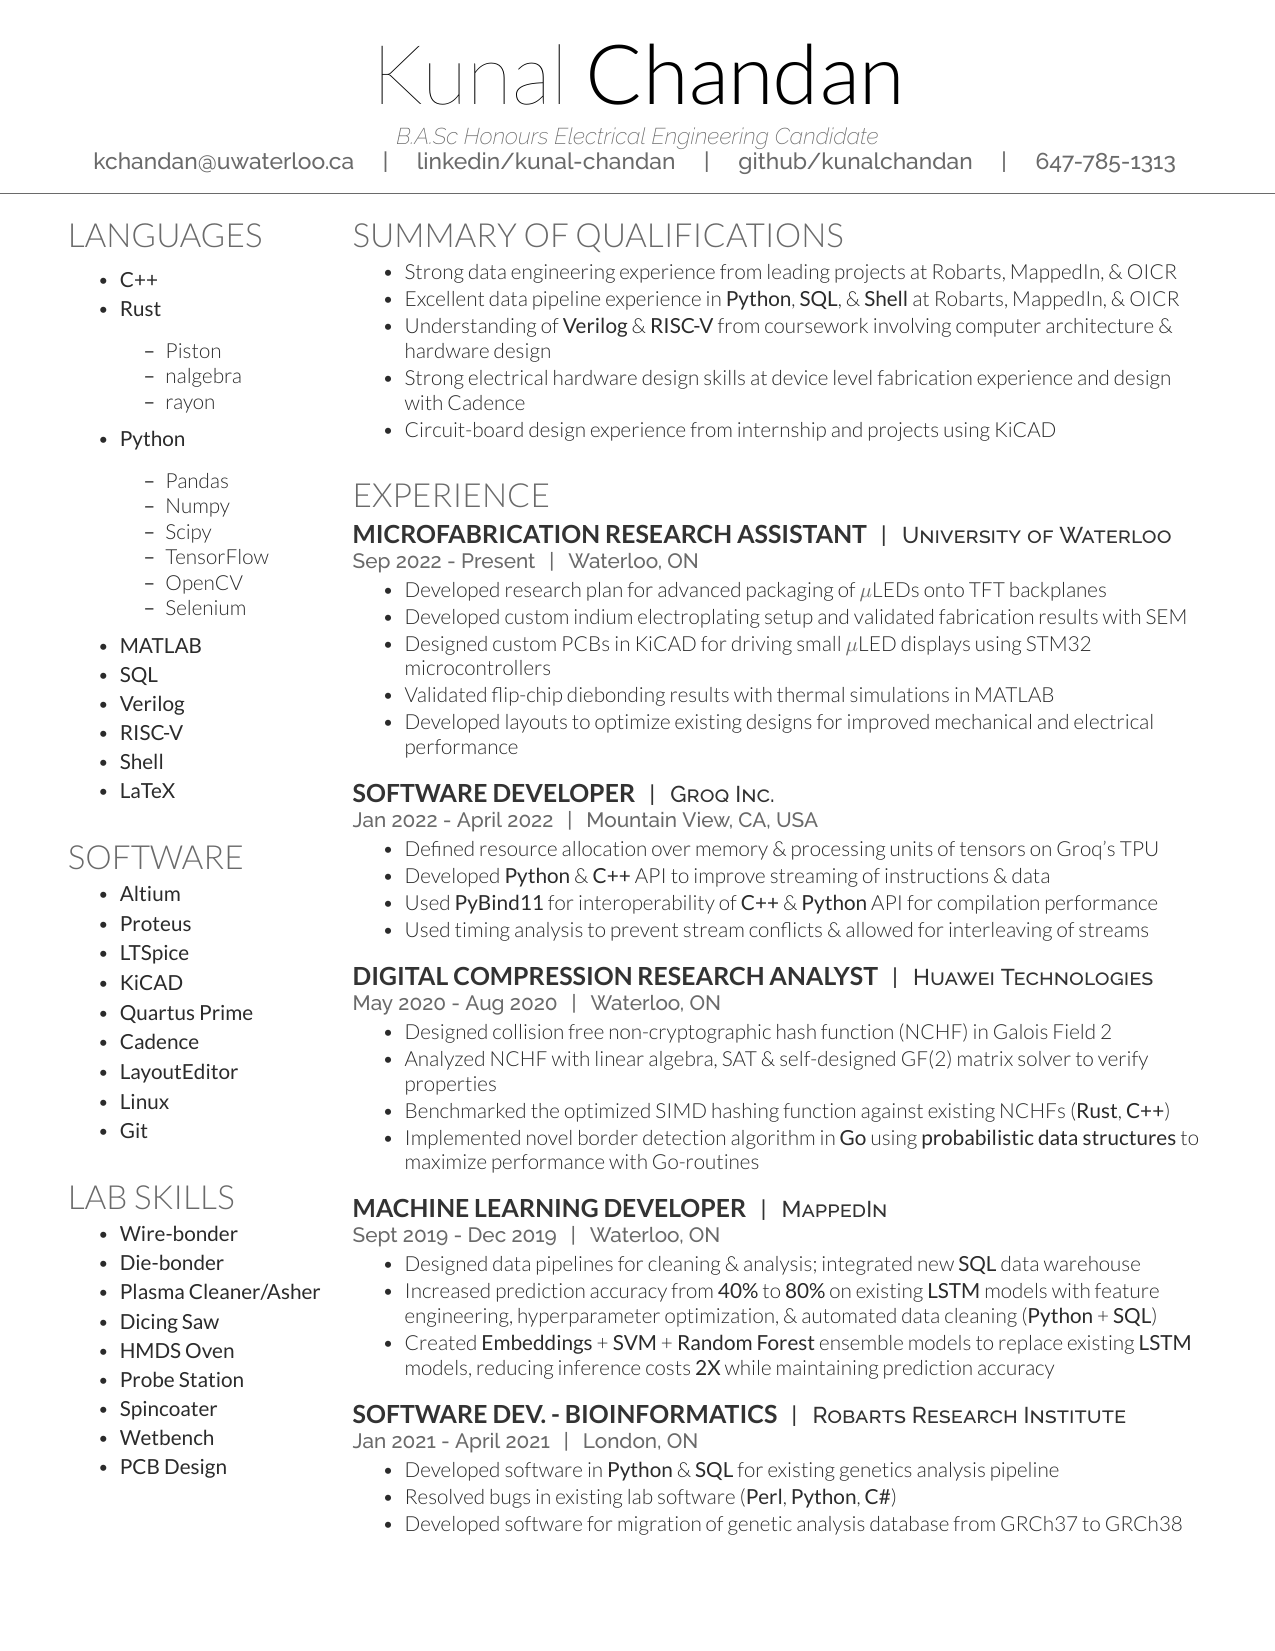 Kunal Chandan
B.A.Sc Honours Electrical Engineering Candidate
kchandan@uwaterloo.ca | linkedin/kunal-chandan | github/kunalchandan | 647-785-1313
LANGUAGES
• C++
• Rust
– Piston
– nalgebra
– rayon
• Python
– Pandas
– Numpy
– Scipy
– TensorFlow
– OpenCV
– Selenium
• MATLAB
• SQL
• Verilog
• RISC-V
• Shell
• LaTeX
SOFTWARE
• Altium
• Proteus
• LTSpice
• KiCAD
• Quartus Prime
• Cadence
• LayoutEditor
• Linux
• Git
LAB SKILLS
• Wire-bonder
• Die-bonder
• Plasma Cleaner/Asher
• Dicing Saw
• HMDS Oven
• Probe Station
• Spincoater
• Wetbench
• PCB Design
SUMMARY OF QUALIFICATIONS
• Strong data engineering experience from leading projects at Robarts, MappedIn, & OICR
• Excellent data pipeline experience in Python, SQL, & Shell at Robarts, MappedIn, & OICR
• Understanding of Verilog & RISC-V from coursework involving computer architecture &
hardware design
• Strong electrical hardware design skills at device level fabrication experience and design
with Cadence
• Circuit-board design experience from internship and projects using KiCAD
EXPERIENCE
MICROFABRICATION RESEARCH ASSISTANT | University of Waterloo
Sep 2022 - Present | Waterloo, ON
• Developed research plan for advanced packaging of μLEDs onto TFT backplanes
• Developed custom indium electroplating setup and validated fabrication results with SEM
• Designed custom PCBs in KiCAD for driving small μLED displays using STM32
microcontrollers
• Validated flip-chip diebonding results with thermal simulations in MATLAB
• Developed layouts to optimize existing designs for improved mechanical and electrical
performance
SOFTWARE DEVELOPER | Groq Inc.
Jan 2022 - April 2022 | Mountain View, CA, USA
• Defined resource allocation over memory & processing units of tensors on Groq's TPU
• Developed Python & C++ API to improve streaming of instructions & data
• Used PyBind11 for interoperability of C++ & Python API for compilation performance
• Used timing analysis to prevent stream conflicts & allowed for interleaving of streams
DIGITAL COMPRESSION RESEARCH ANALYST | Huawei Technologies
May 2020 - Aug 2020 | Waterloo, ON
• Designed collision free non-cryptographic hash function (NCHF) in Galois Field 2
• Analyzed NCHF with linear algebra, SAT & self-designed GF(2) matrix solver to verify
properties
• Benchmarked the optimized SIMD hashing function against existing NCHFs (Rust, C++)
• Implemented novel border detection algorithm in Go using probabilistic data structures to
maximize performance with Go-routines
MACHINE LEARNING DEVELOPER | MappedIn
Sept 2019 - Dec 2019 | Waterloo, ON
• Designed data pipelines for cleaning & analysis; integrated new SQL data warehouse
• Increased prediction accuracy from 40% to 80% on existing LSTM models with feature
engineering, hyperparameter optimization, & automated data cleaning (Python + SQL)
• Created Embeddings + SVM + Random Forest ensemble models to replace existing LSTM
models, reducing inference costs 2X while maintaining prediction accuracy
SOFTWARE DEV. - BIOINFORMATICS | Robarts Research Institute
Jan 2021 - April 2021 | London, ON
• Developed software in Python & SQL for existing genetics analysis pipeline
• Resolved bugs in existing lab software (Perl, Python, C#)
• Developed software for migration of genetic analysis database from GRCh37 to GRCh38